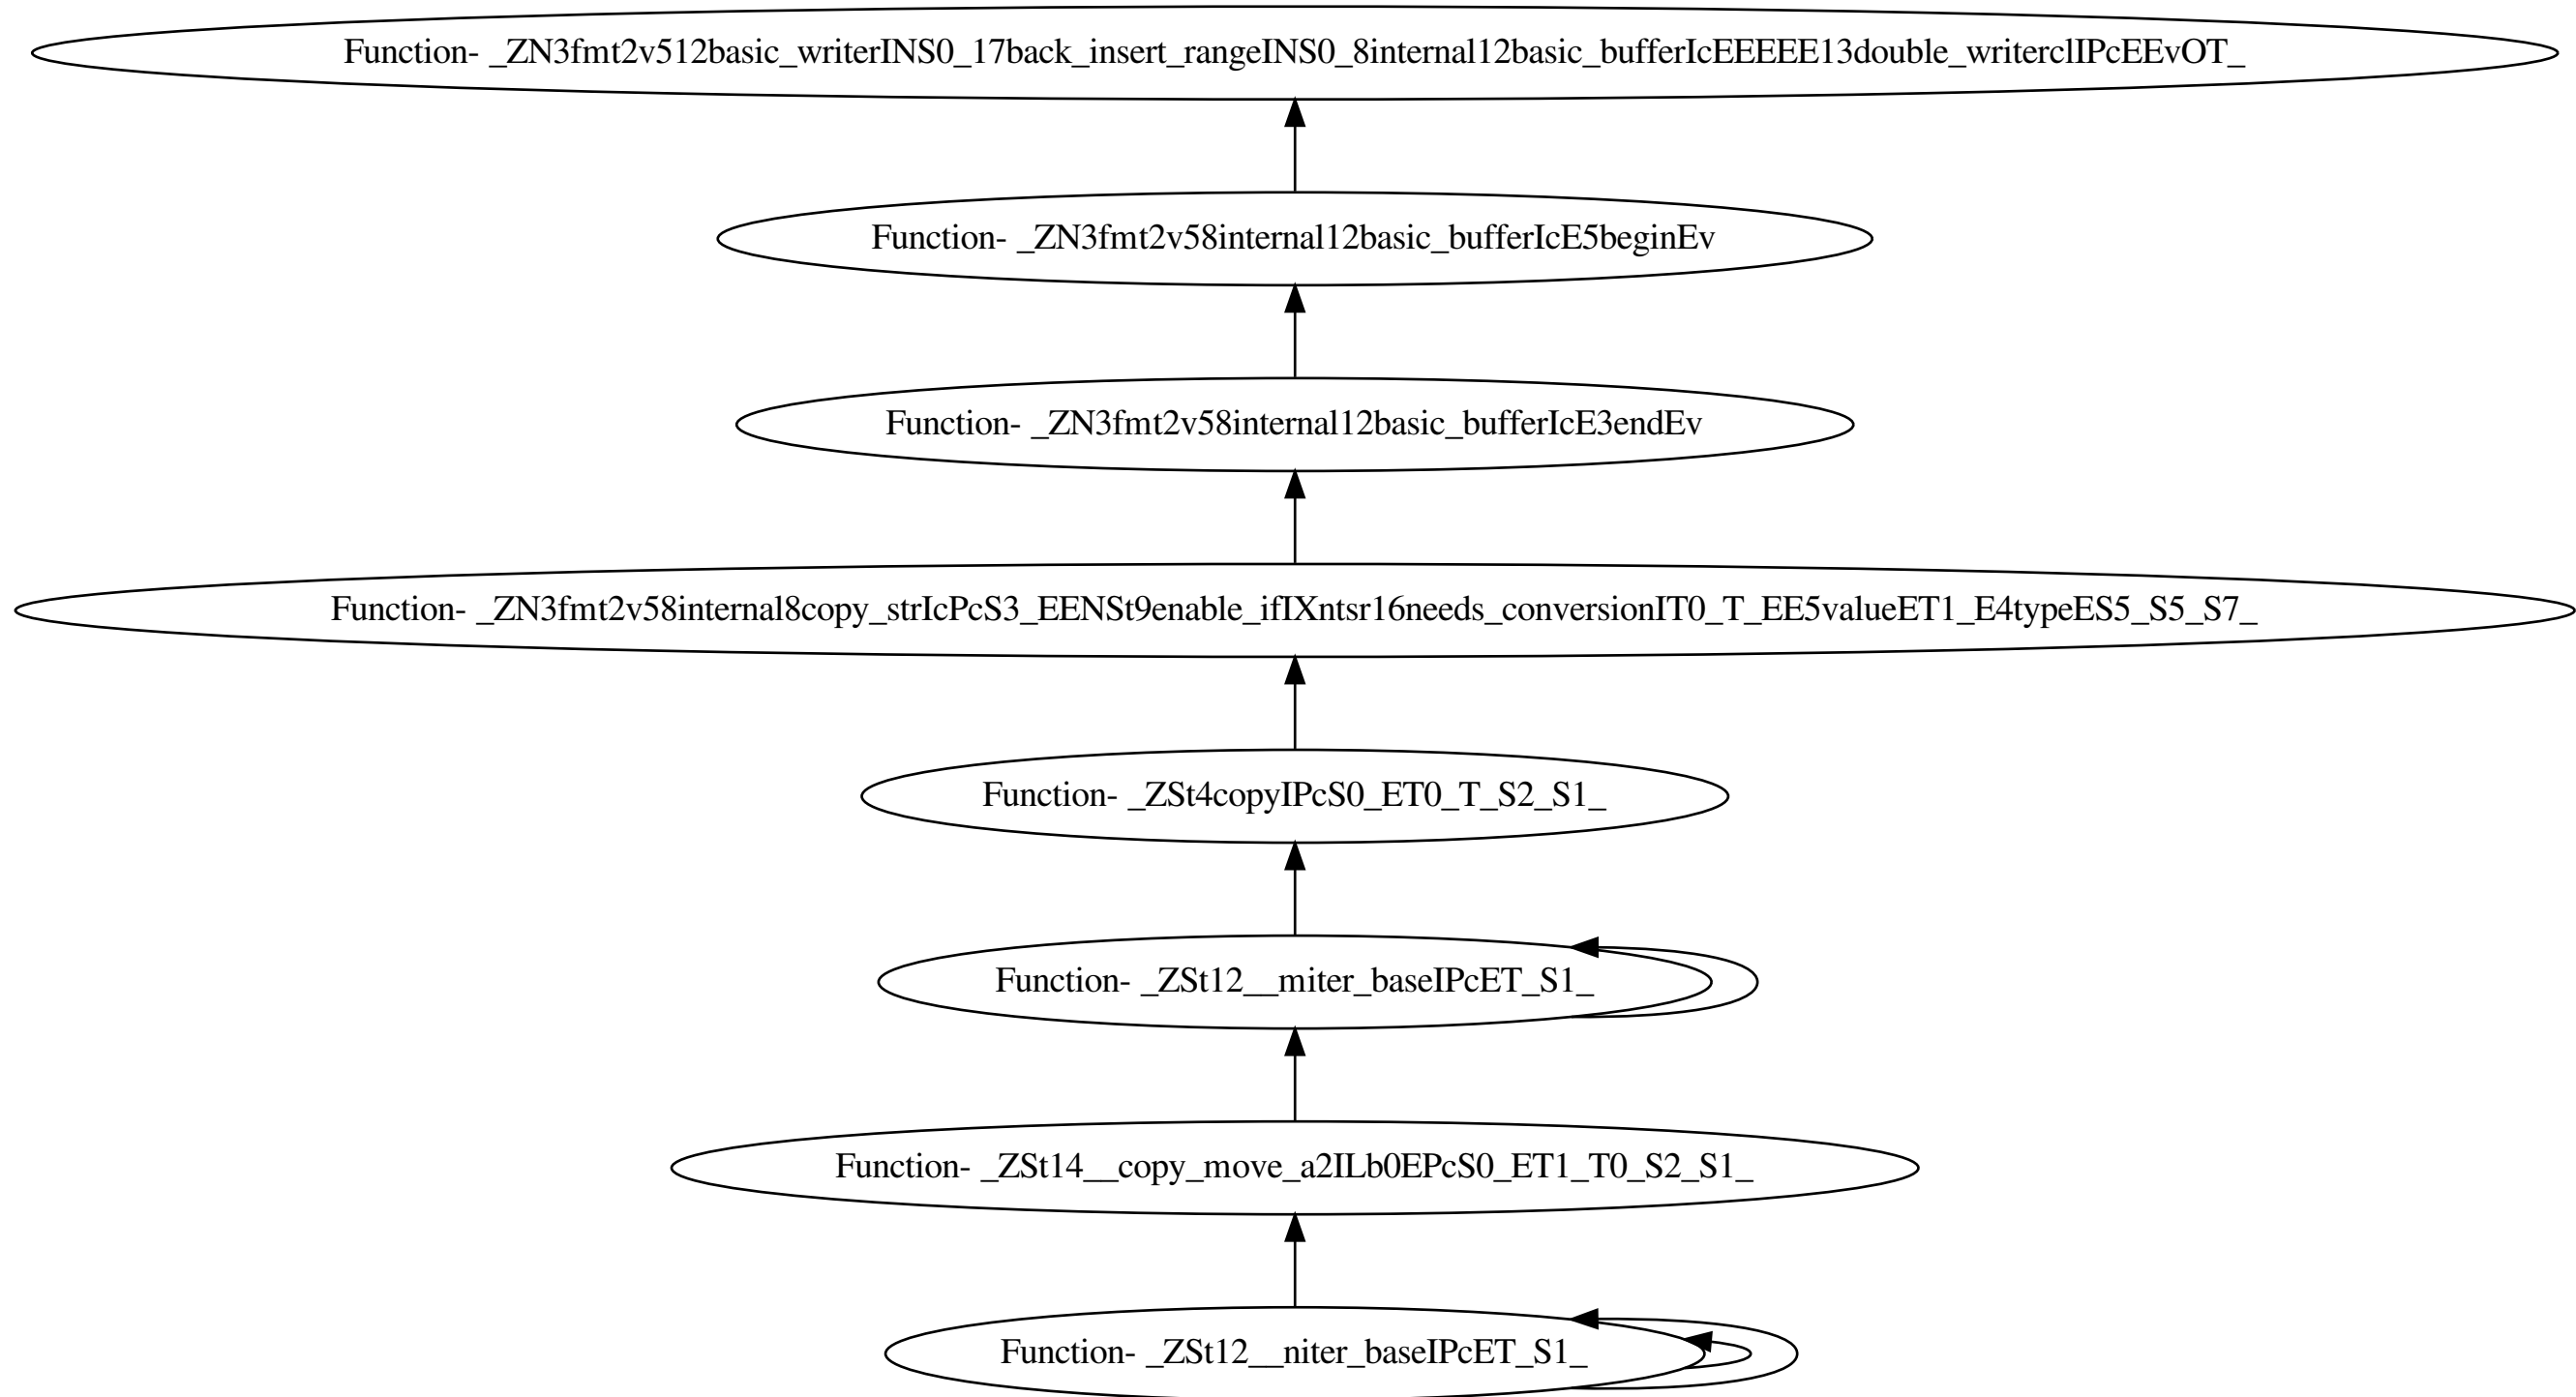 Function- _ZN3fmt2v512basic_writerINS0_17back_insert_rangeINS0_8internal12basic_bufferIcEEEEE13double_writerclIPcEEvOT_
Function- _ZN3fmt2v58internal12basic_bufferIcE5beginEv
Function- _ZN3fmt2v58internal12basic_bufferIcE3endEv
Function- _ZN3fmt2v58internal8copy_strIcPcS3_EENSt9enable_ifIXntsr16needs_conversionIT0_T_EE5valueET1_E4typeES5_S5_S7_
Function- _ZSt4copyIPcS0_ET0_T_S2_S1_
Function- _ZSt12__miter_baseIPcET_S1_
Function- _ZSt14__copy_move_a2ILb0EPcS0_ET1_T0_S2_S1_
Function- _ZSt12__niter_baseIPcET_S1_